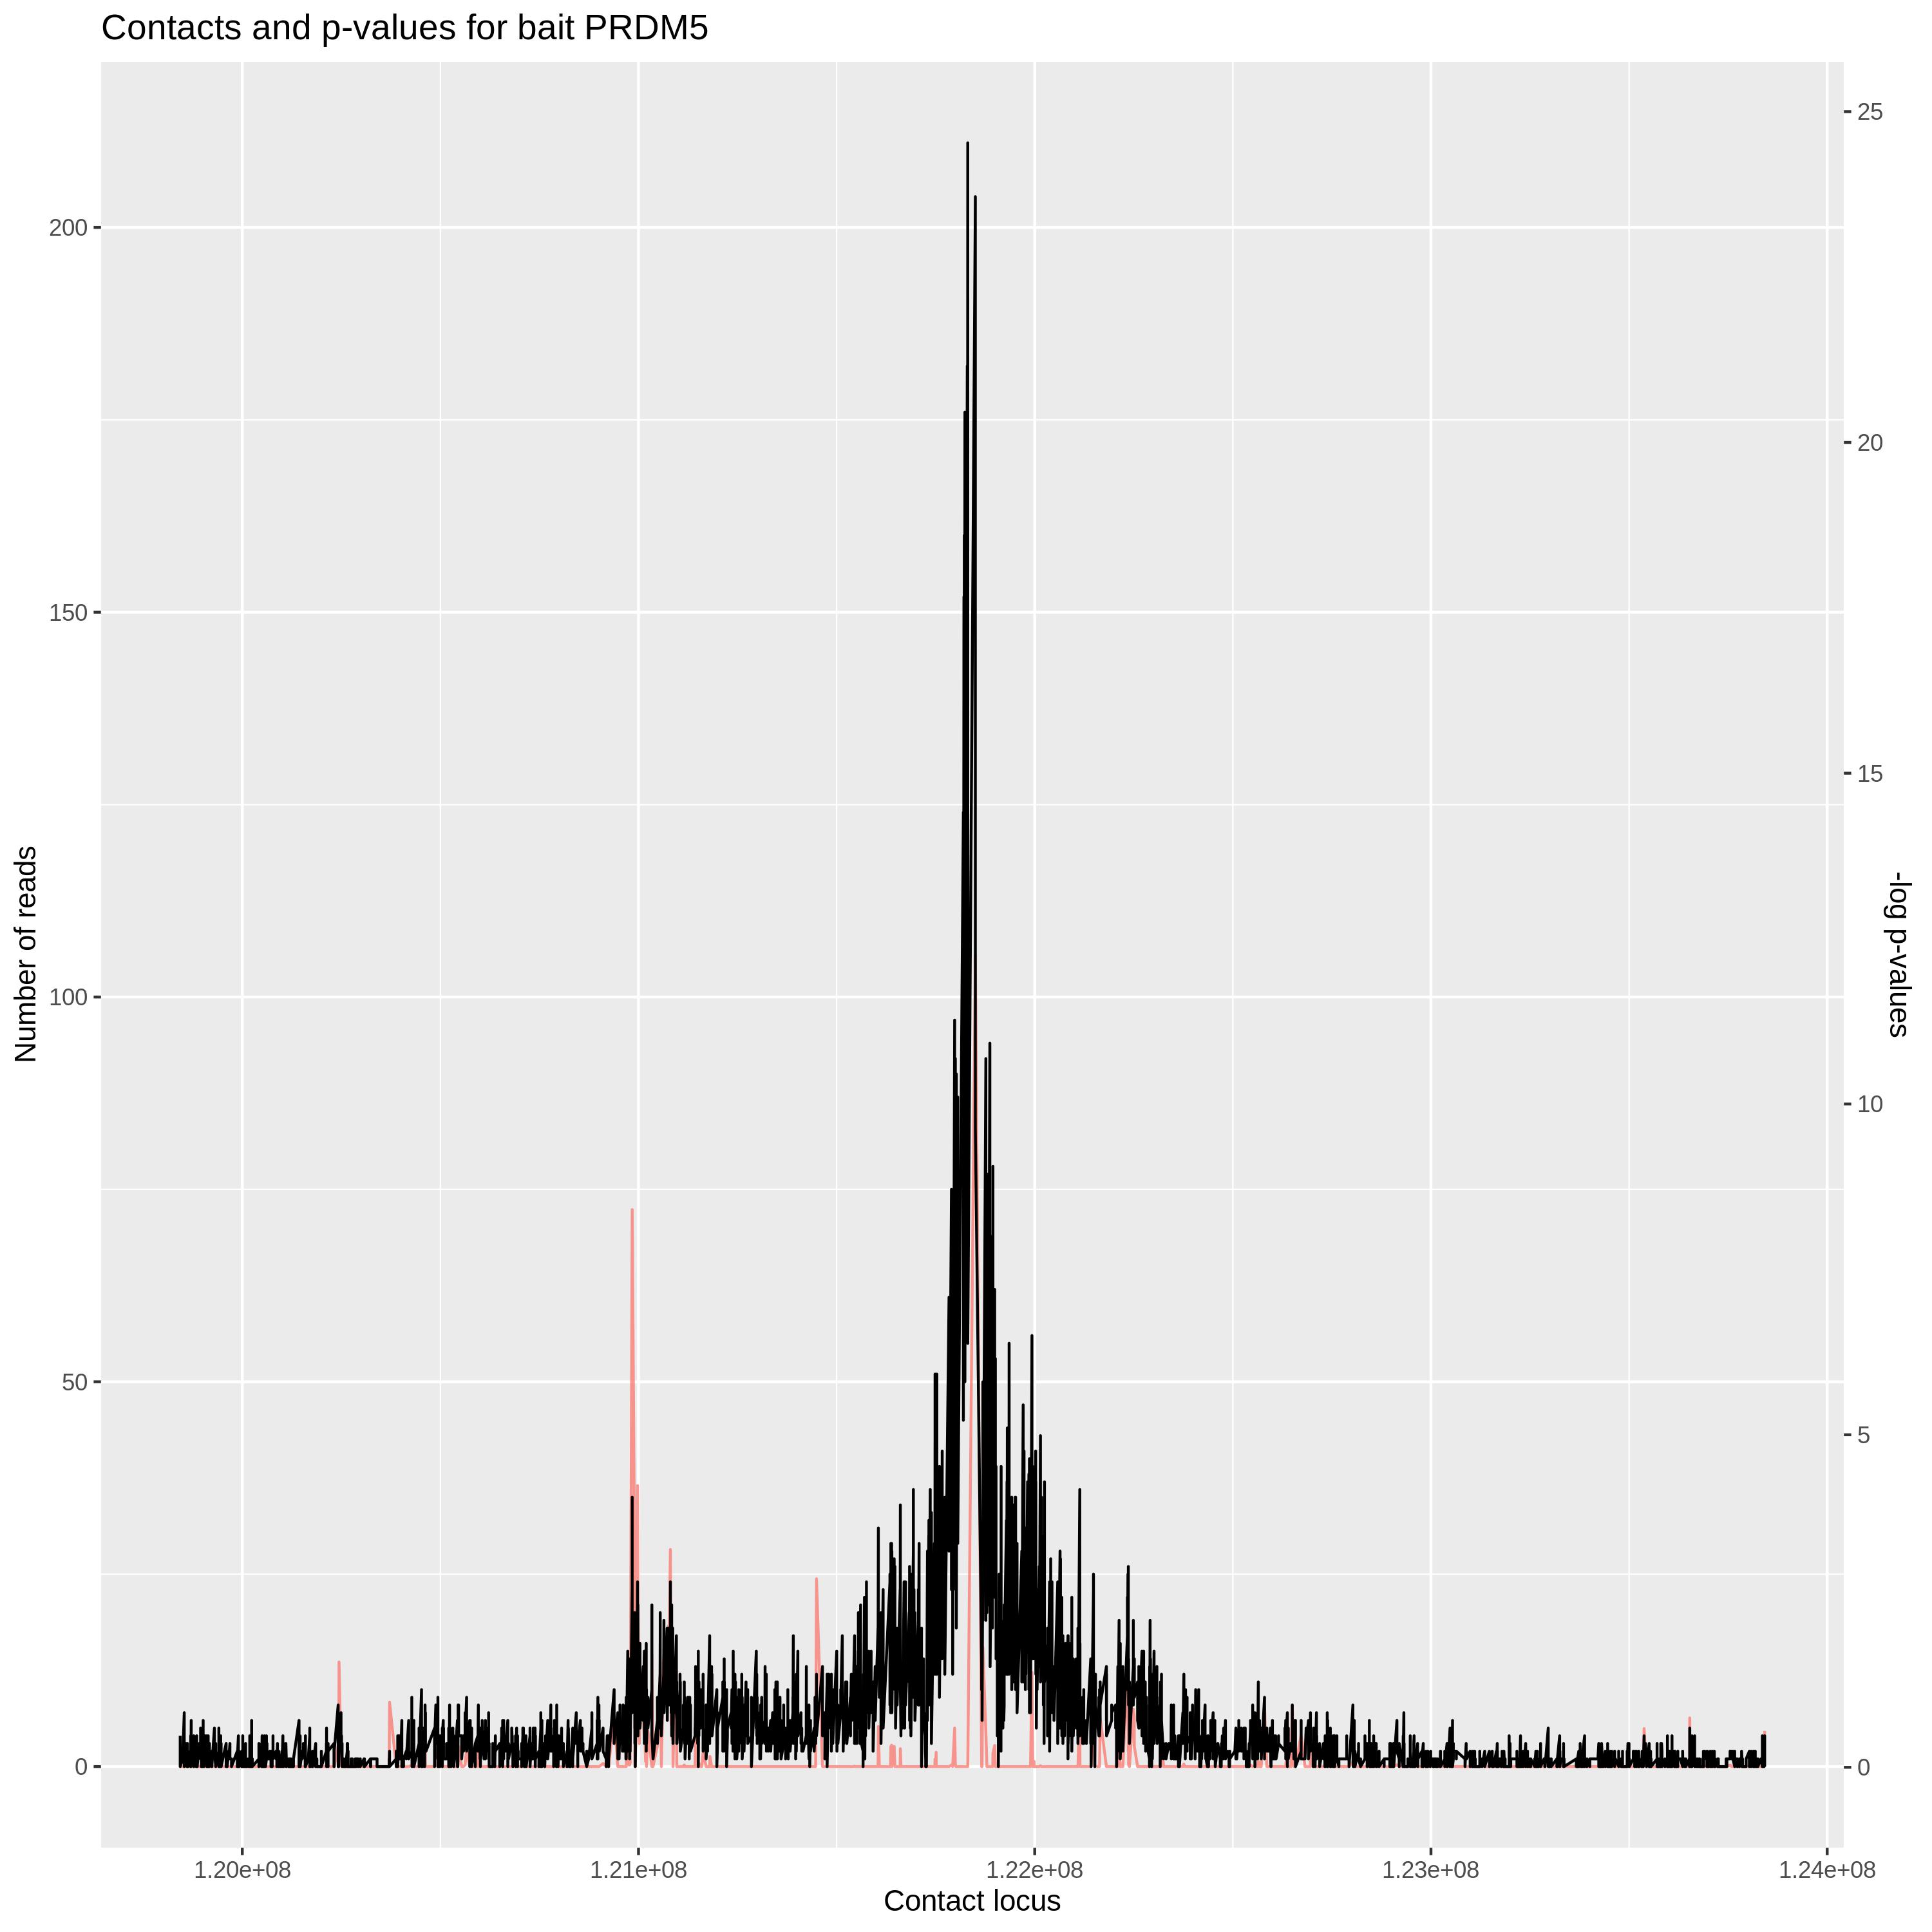 Contacts and p-values for bait PRDM5
Number of reads
200
150
100
50
0
25
20
15
10
5
0
-log p-values
1.20e+08 1.21e+08 1.22e+08 1.23e+08 1.24e+08
Contact locus